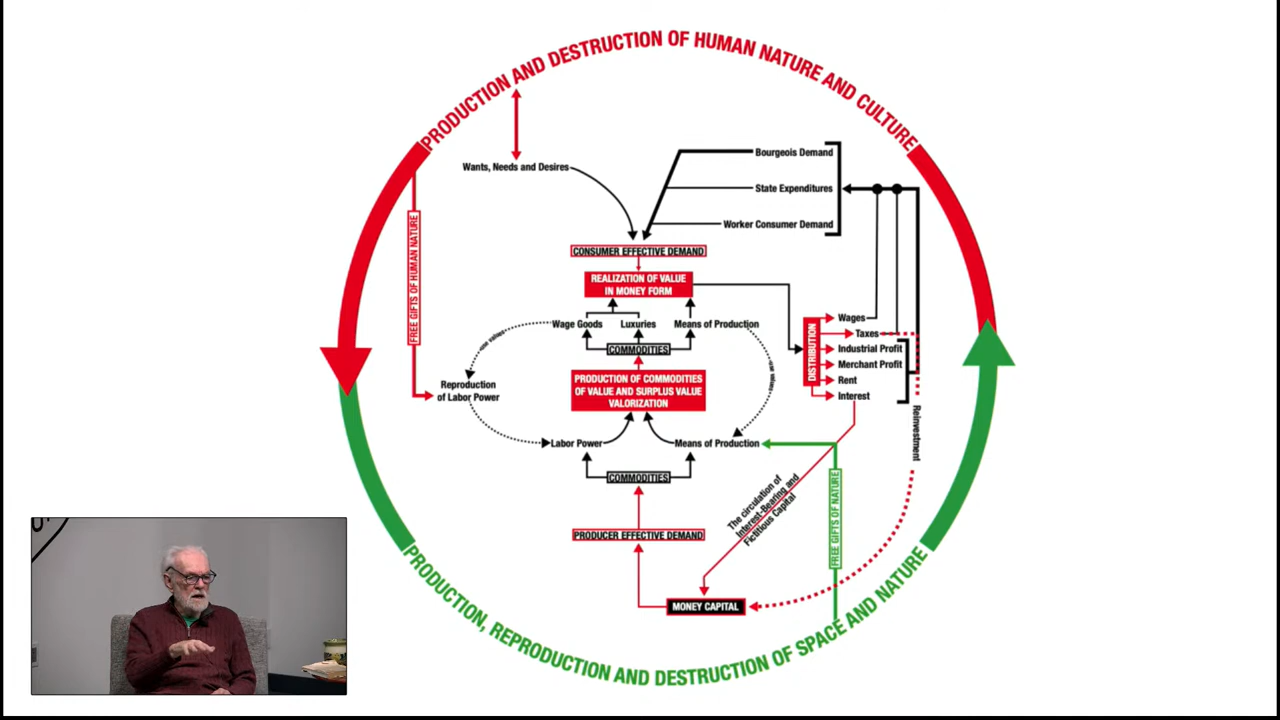 PRODUCTION AND DESTRUCTION OF HUMAN NATURE AND CULTURE
Wants, Needs and Desires
Bourgeois Demand
State Expenditures
Worker Consumer Demand
FREE GIFTS OF HUMAN NATURE
CONSUMER EFFECTIVE DEMAND
REALIZATION OF VALUE
IN MONEY FORM
Wage Goods
Luxuries
Means of Production
use values
use values
COMMODITIES
DISTRIBUTION
Wages
Taxes
Industrial Profit
Merchant Profit
Rent
Interest
Reproduction
of Labor Power
PRODUCTION OF COMMODITIES
OF VALUE AND SURPLUS VALUE
VALORIZATION
Reinvestment
Labor Power
Means of Production
COMMODITIES
The circulation of
Interest-Bearing and
Fictitious Capital
FREE GIFTS OF NATURE
PRODUCER EFFECTIVE DEMAND
MONEY CAPITAL
PRODUCTION, REPRODUCTION AND DESTRUCTION OF SPACE AND NATURE